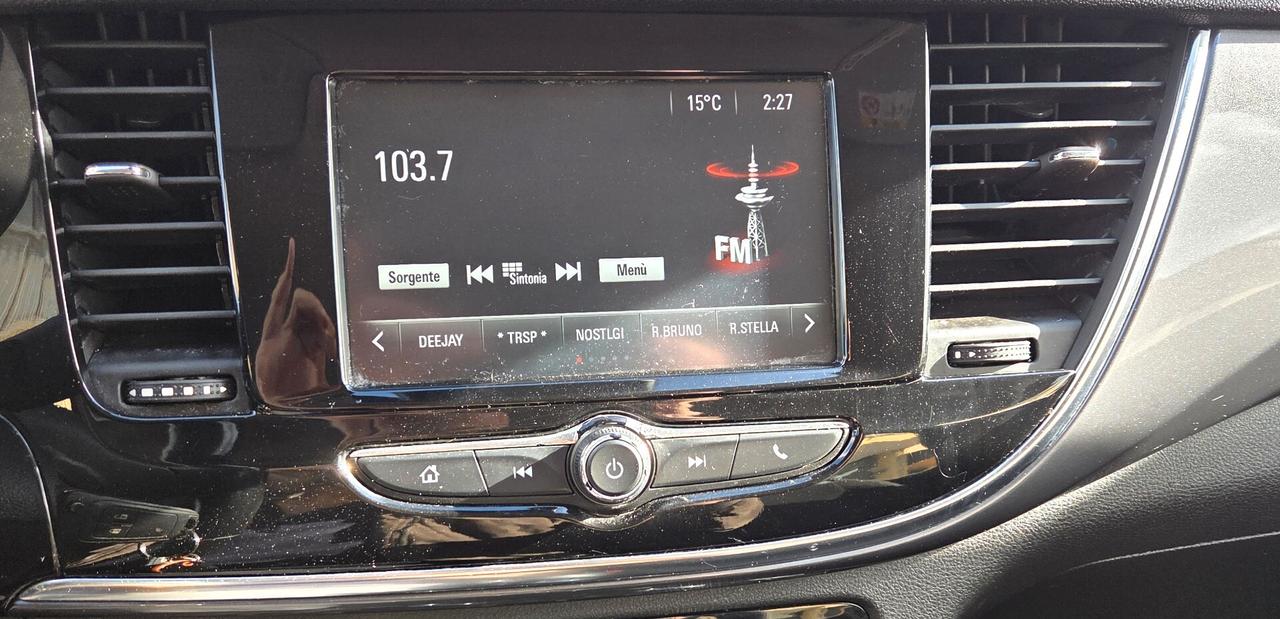 15°C 2:27
103.7
FM
Sorgente Sintonia Menù
DEEJAY * TRSP * NOSTLGI R.BRUNO R.STELLA